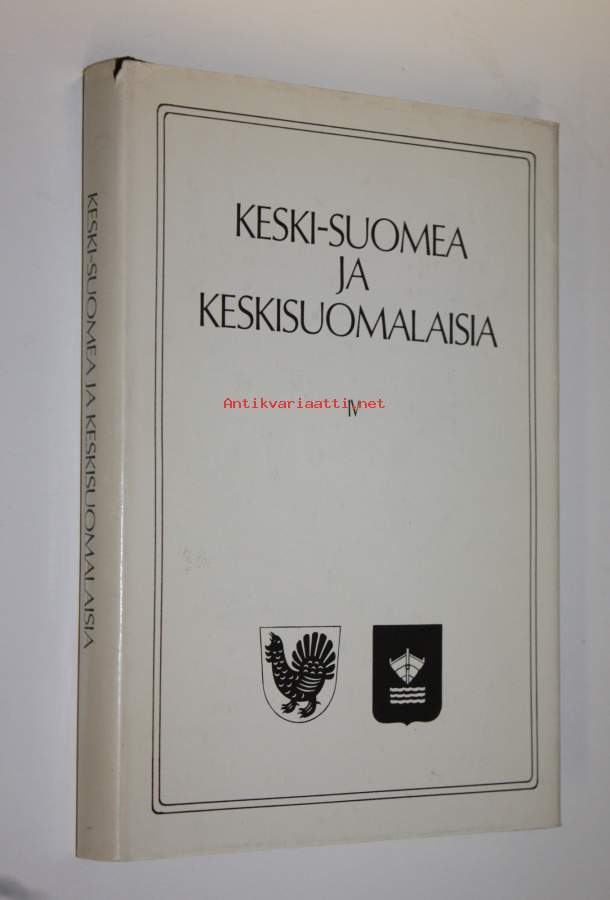 KESKI-SUOMEA
JA
KESKISUOMALAISIA
IV
Antikvariaatti.net
KESKI-SUOMEA JA KESKISUOMALAISIA